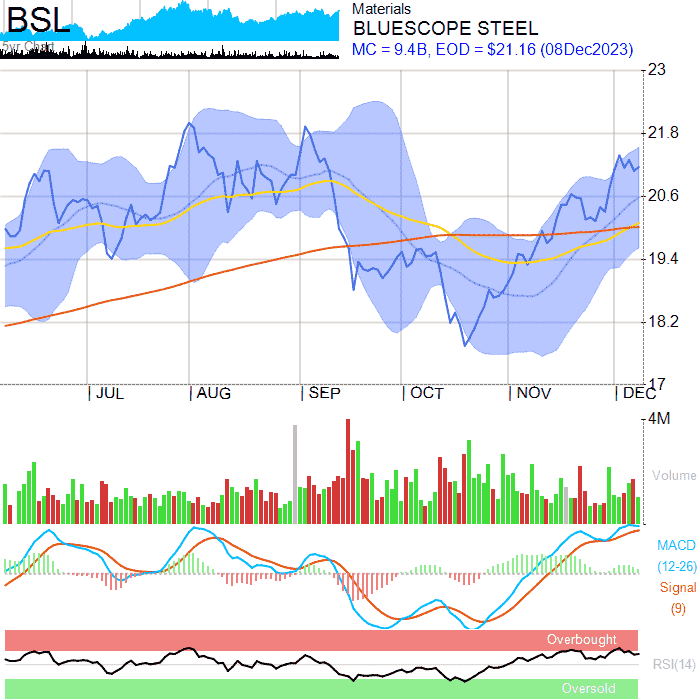 BSL
5yr Chart
Materials
BLUESCOPE STEEL
MC = 9.4B, EOD = $21.16 (08Dec2023)
23
21.8
20.6
19.4
18.2
17
JUL AUG SEP OCT NOV DEC
4M
Volume
MACD
(12-26)
Signal
(9)
Overbought
RSI(14)
Oversold